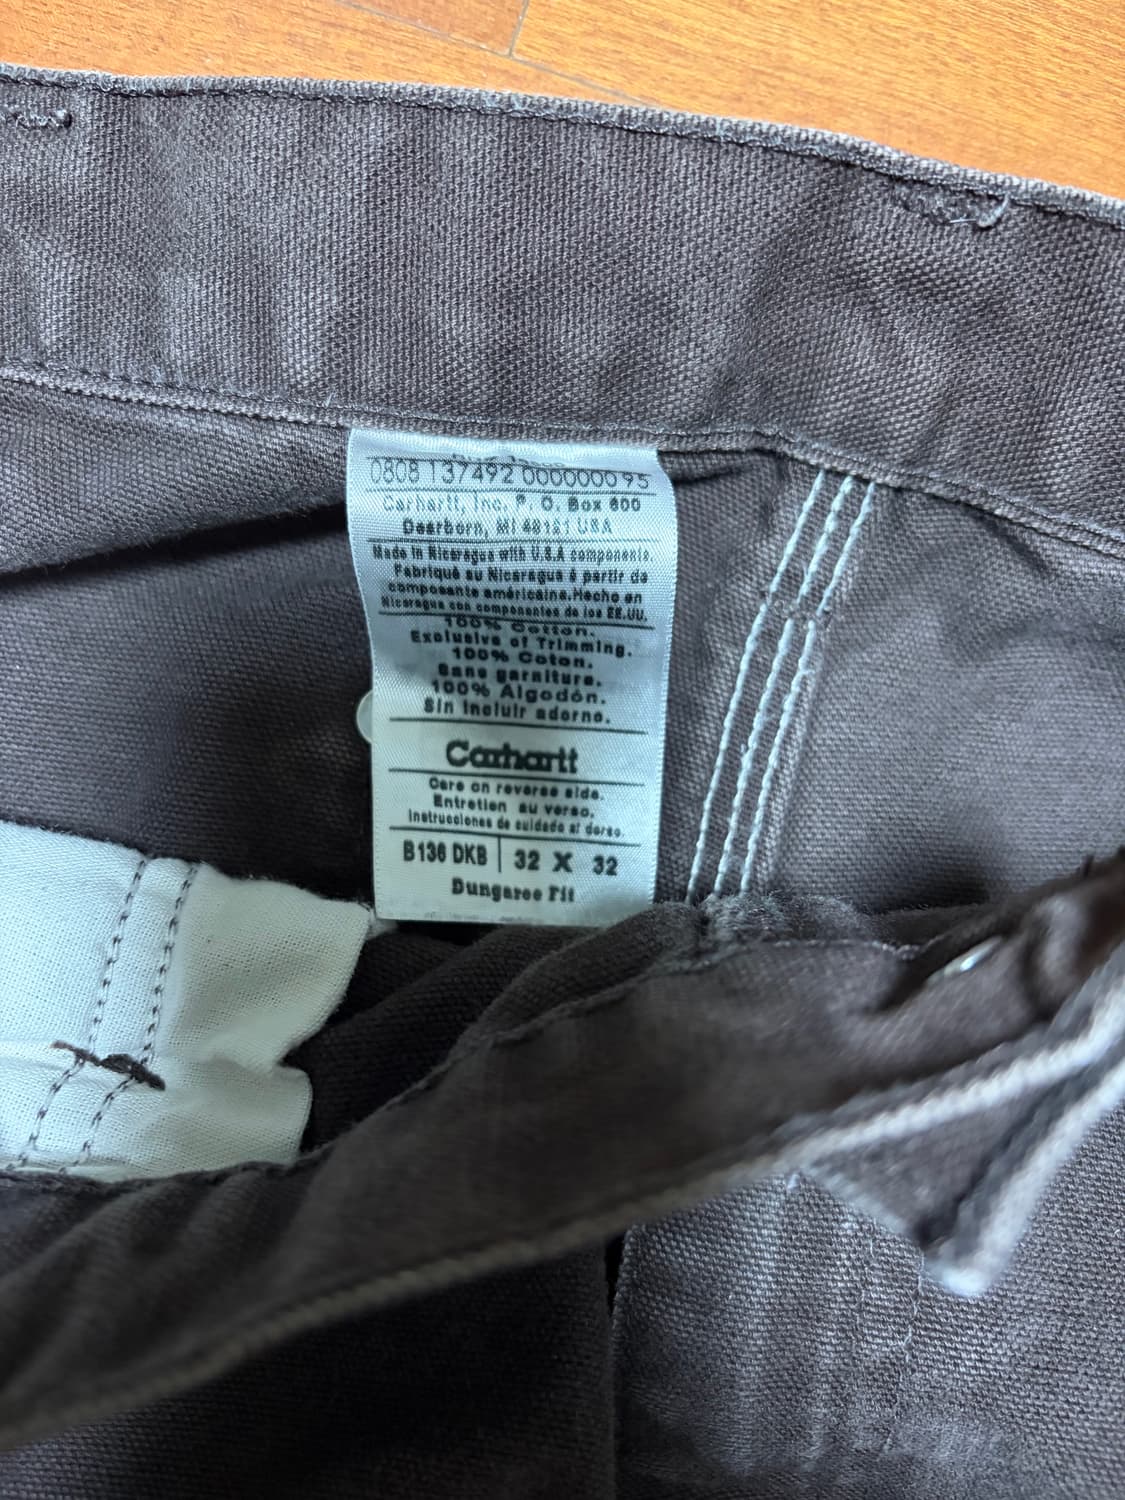 0808 137492 000000095
Carhartt, Inc. P. O. Box 600
Dearborn, MI 48121 USA
Made in Nicaragua with U.S.A components.
Fabriqué au Nicaragua á partir da
composants américains.Hecho en
Nicaragua con componentes de los EE.UU.
100% Cotton.
Exclusive of Trimming.
100% Coton.
Sans garniture.
100% Algodón.
Sin incluir adorno.
Carhartt
Care on reverse side.
Entretien au verso.
Instrucciones de cuidado al dorso.
B136 DKB 32 X 32
Dungaree Fit